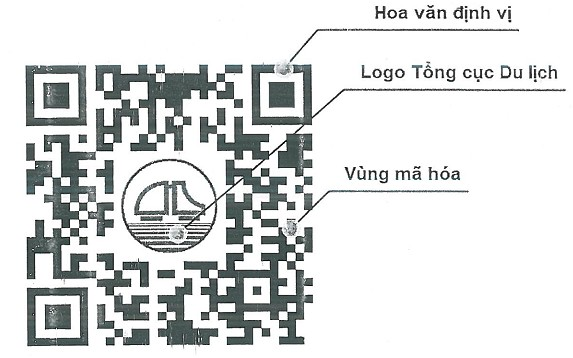 Hoa văn định vị
Logo Tổng cục Du lịch
Vùng mã hóa